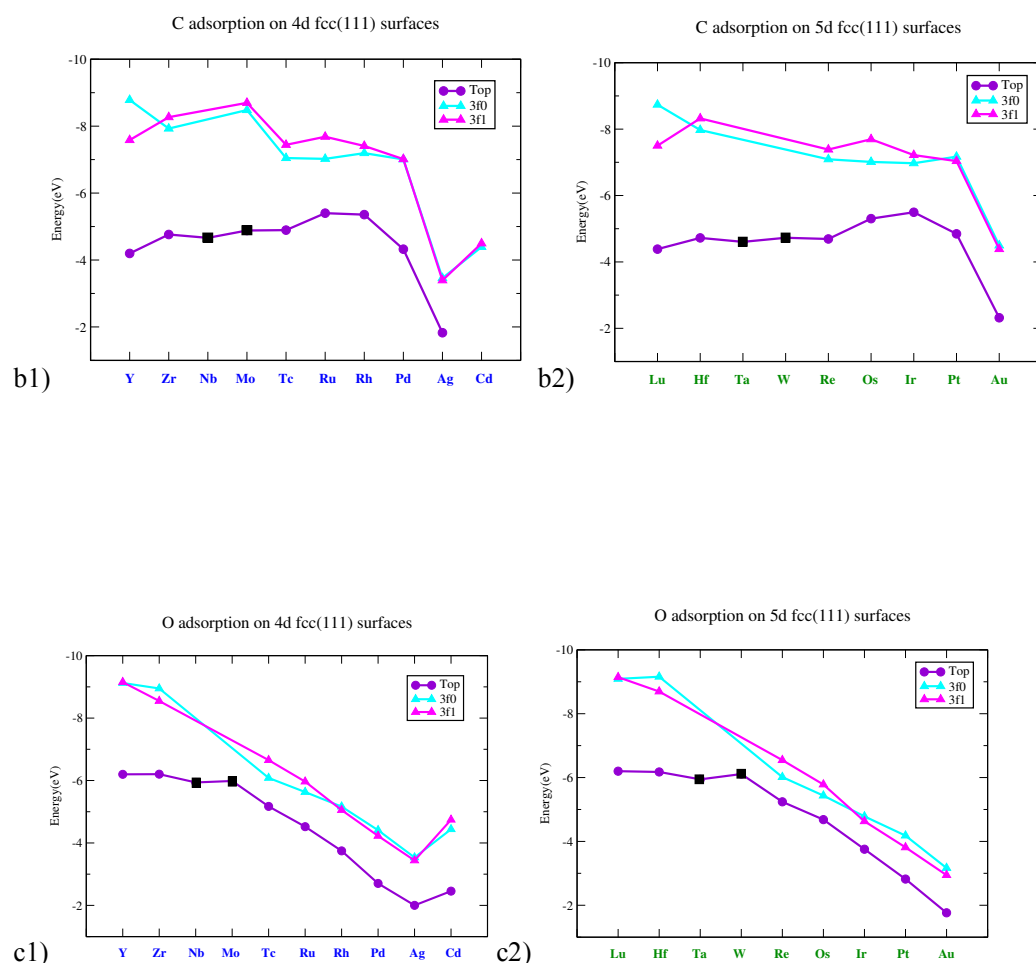 C adsorption on 4d fcc(111) surfaces
-10
-8
-6
-4
-2
Energy(eV)
Top
3f0
3f1
Y Zr Nb Mo Tc Ru Rh Pd Ag Cd
b1)
C adsorption on 5d fcc(111) surfaces
-10
-8
-6
-4
-2
Energy(eV)
Top
3f0
3f1
Lu Hf Ta W Re Os Ir Pt Au
b2)
O adsorption on 4d fcc(111) surfaces
-10
-8
-6
-4
-2
Energy(eV)
Top
3f0
3f1
Y Zr Nb Mo Tc Ru Rh Pd Ag Cd
c1)
O adsorption on 5d fcc(111) surfaces
-10
-8
-6
-4
-2
Energy(eV)
Top
3f0
3f1
Lu Hf Ta W Re Os Ir Pt Au
c2)